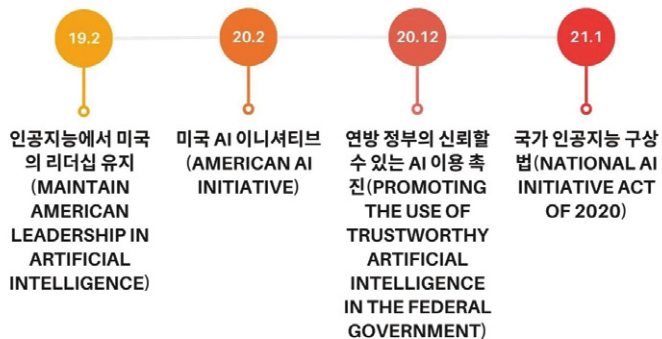 19.2
20.2
20.12
21.1
인공지능에서 미국
의 리더십 유지
(MAINTAIN
AMERICAN
LEADERSHIP IN
ARTIFICIAL
INTELLIGENCE)
미국 AI 이니셔티브
(AMERICAN AI
INITIATIVE)
연방 정부의 신뢰할
수 있는 AI 이용 촉
진(PROMOTING
THE USE OF
TRUSTWORTHY
ARTIFICIAL
INTELLIGENCE
IN THE FEDERAL
GOVERNMENT)
국가 인공지능 구상
법(NATIONAL AI
INITIATIVE ACT
OF 2020)